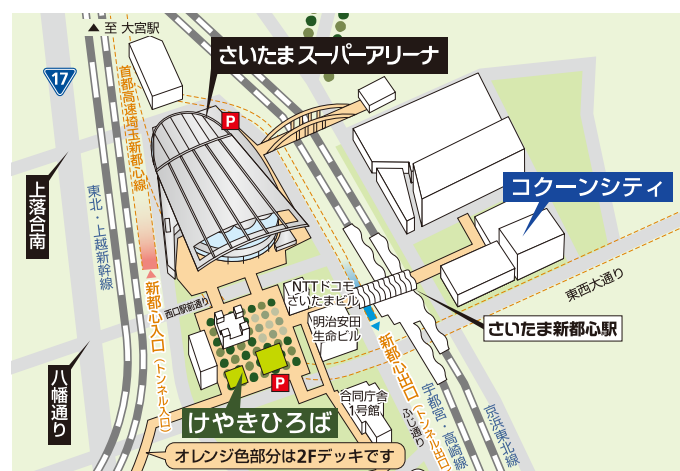 ▲ 至 大宮駅
さいたまスーパーアリーナ
17
首都高速埼玉新都心線
P
上落合南
東北・上越新幹線
コクーンシティ
NTTドコモ
さいたまビル
西口駅前通り
新都心入口
(トンネル入口)
明治安田
生命ビル
東西大通り
さいたま新都心駅
八幡通り
P
けやきひろば
合同庁舎
1号館
新都心出口
(トンネル出口)
ふじ通り
宇都宮・高崎線
京浜東北線
オレンジ色部分は2Fデッキです